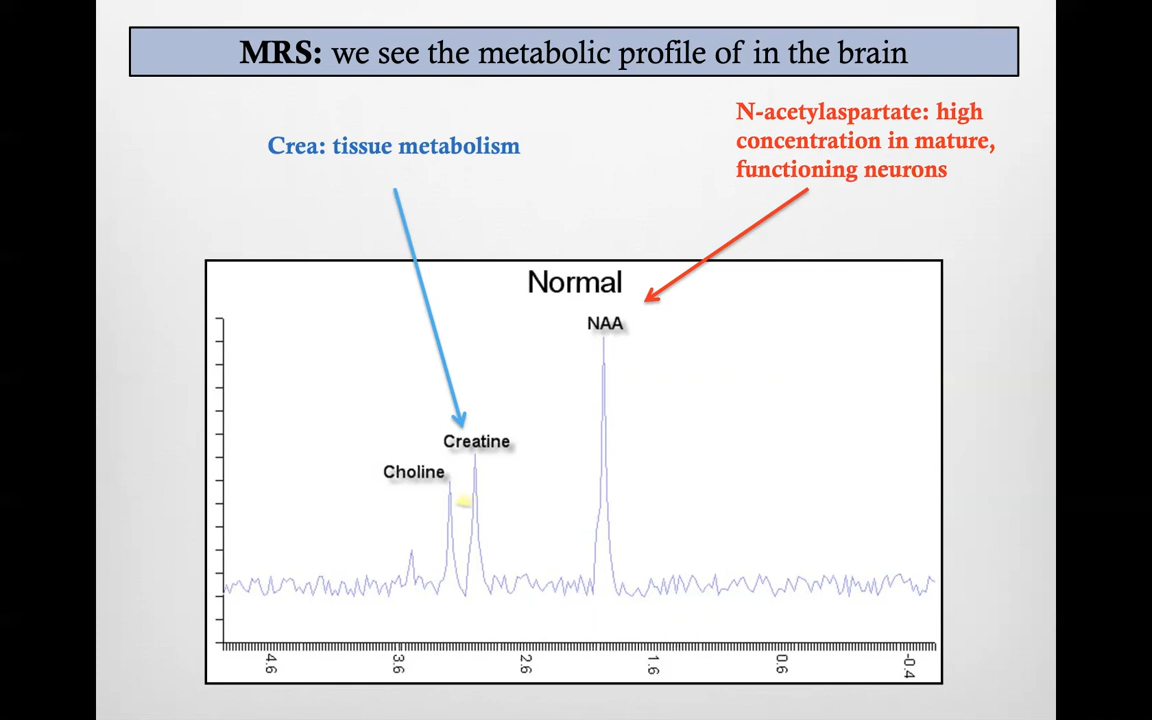 MRS: we see the metabolic profile of in the brain
N-acetylaspartate: high
concentration in mature,
functioning neurons
Crea: tissue metabolism
Normal
NAA
Creatine
Choline
4.6 3.6 2.6 1.6 0.6 -0.4